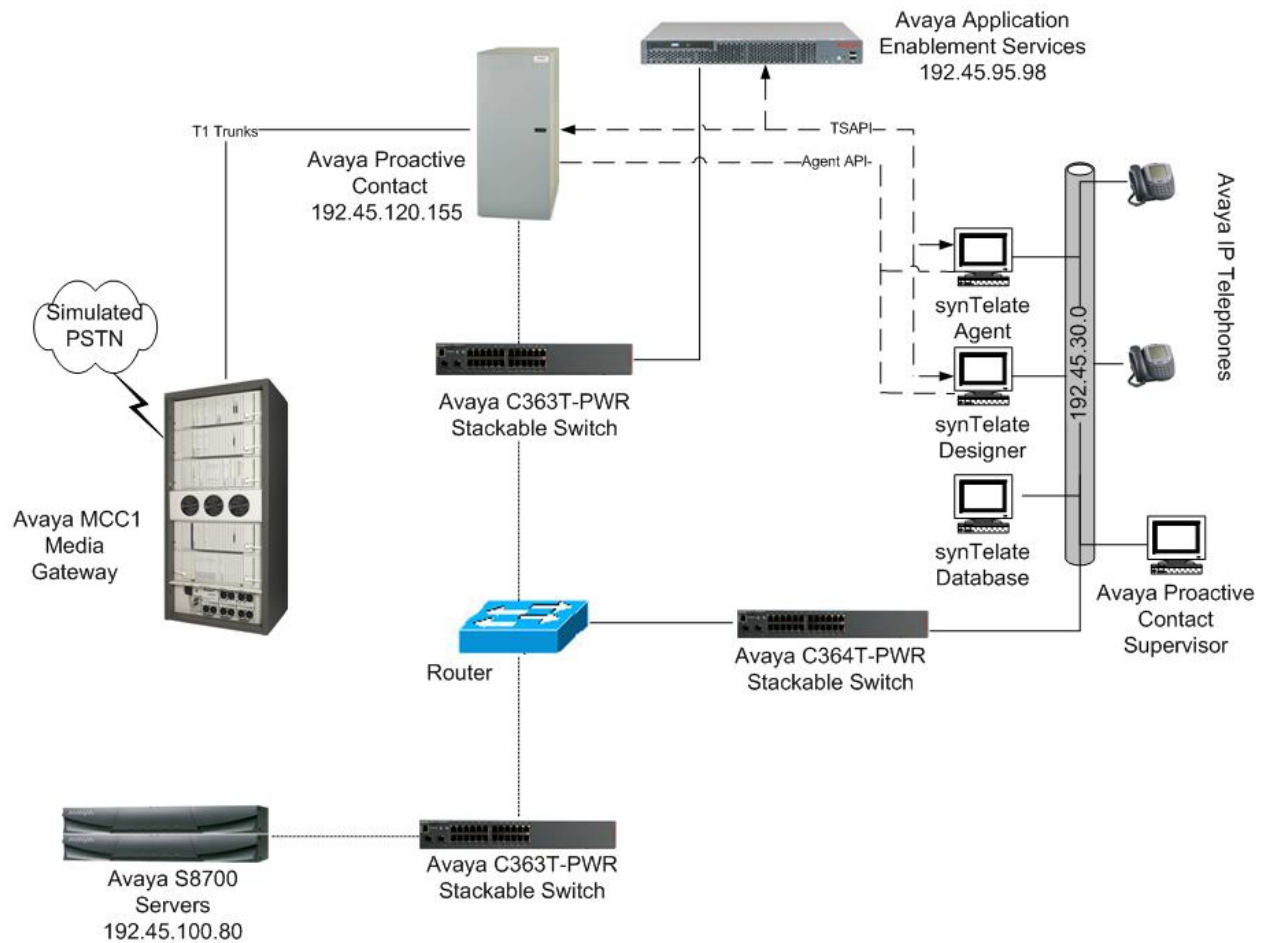 Avaya Application
Enablement Services
192.45.95.98
T1 Trunks
TSAPI
Agent API
Avaya Proactive
Contact
192.45.120.155
Avaya IP Telephones
Simulated
PSTN
synTelate
Agent
192.45.30.0
Avaya C363T-PWR
Stackable Switch
synTelate
Designer
Avaya MCC1
Media
Gateway
synTelate
Database
Avaya Proactive
Contact
Supervisor
Router
Avaya C364T-PWR
Stackable Switch
Avaya C363T-PWR
Stackable Switch
Avaya S8700
Servers
192.45.100.80